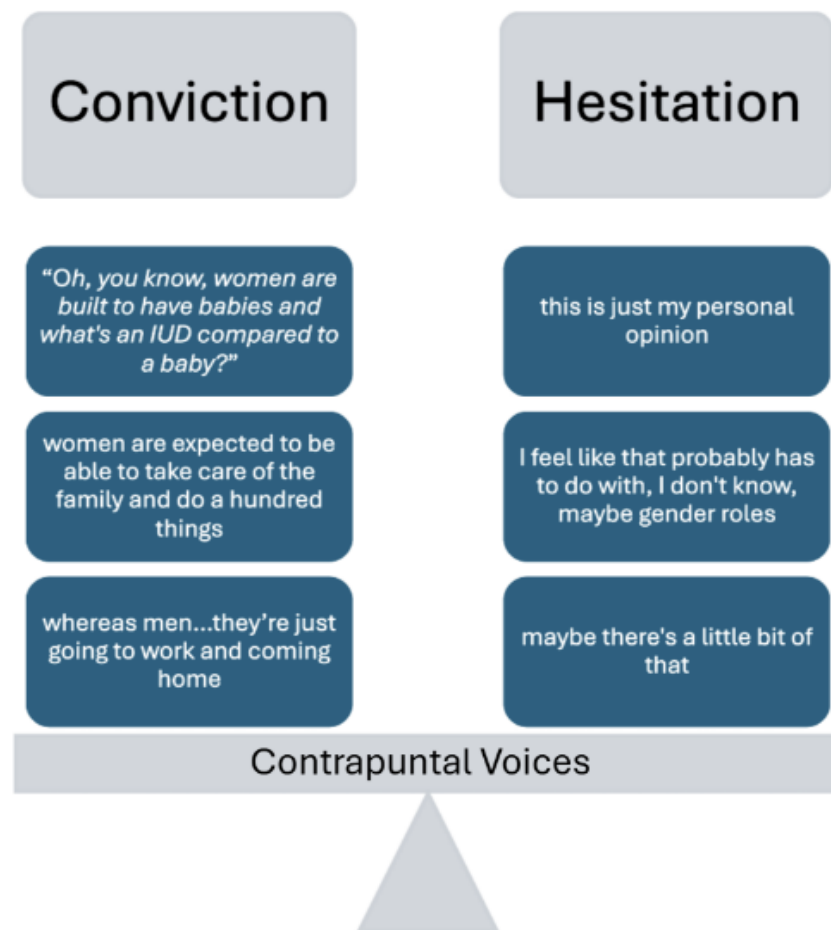 Conviction
Hesitation
“Oh, you know, women are
built to have babies and
what's an IUD compared to
a baby?”
this is just my personal
opinion
women are expected to be
able to take care of the
family and do a hundred
things
I feel like that probably has
to do with, I don't know,
maybe gender roles
whereas men...they’re just
going to work and coming
home
maybe there's a little bit of
that
Contrapuntal Voices